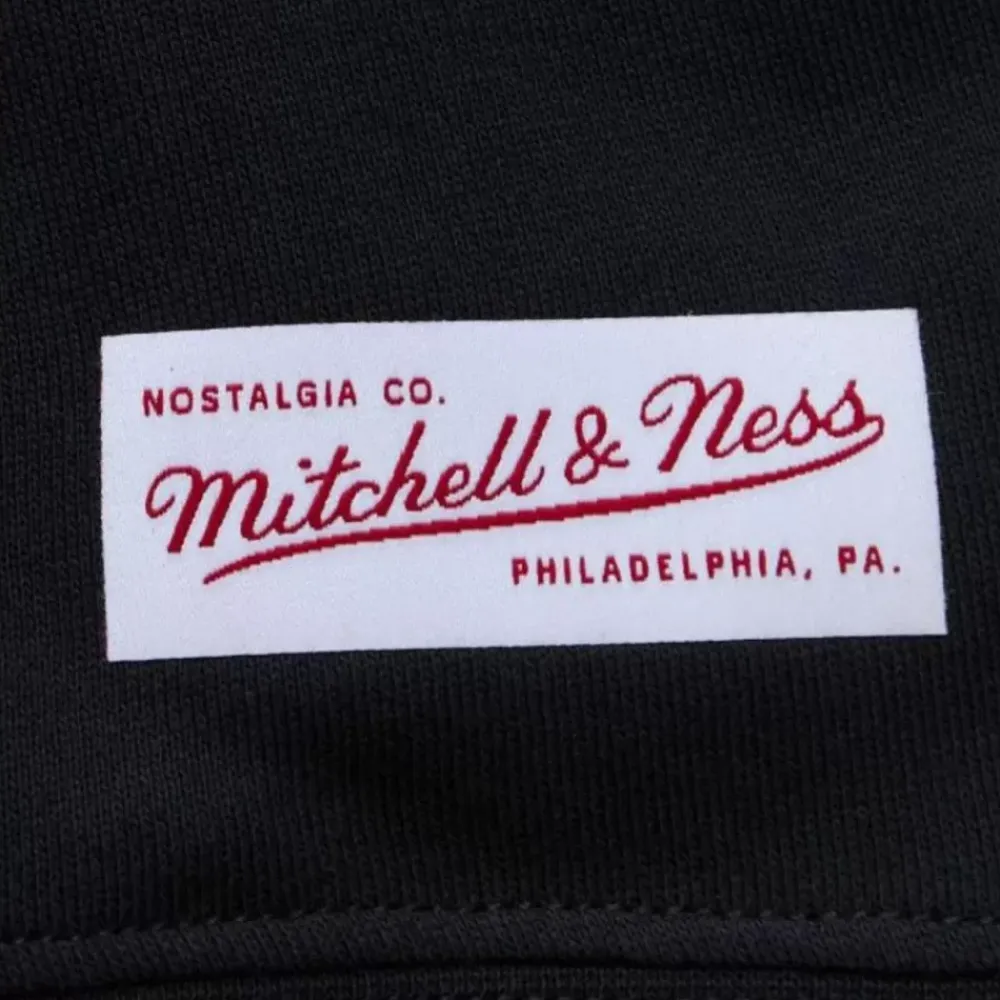 NOSTALGIA CO.
Mitchell & Ness
PHILADELPHIA, PA.